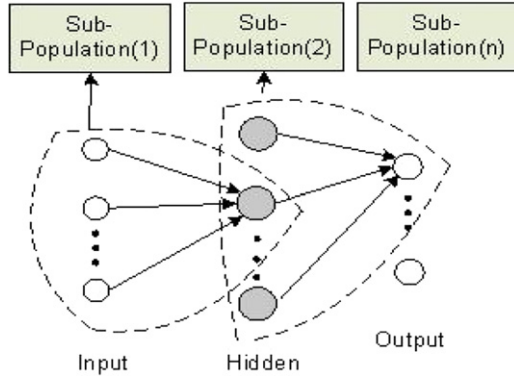 Sub-
Population(1)
Sub-
Population(2)
Sub-
Population(n)
Input
Hidden
Output